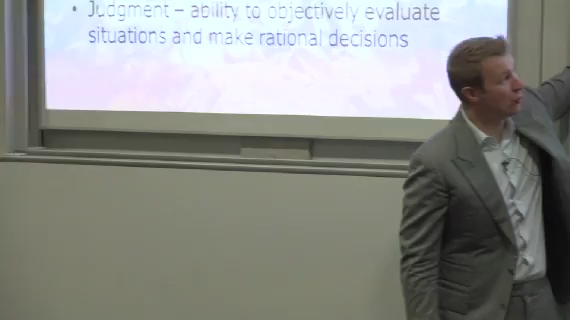 • Judgment – ability to objectively evaluate
situations and make rational decisions